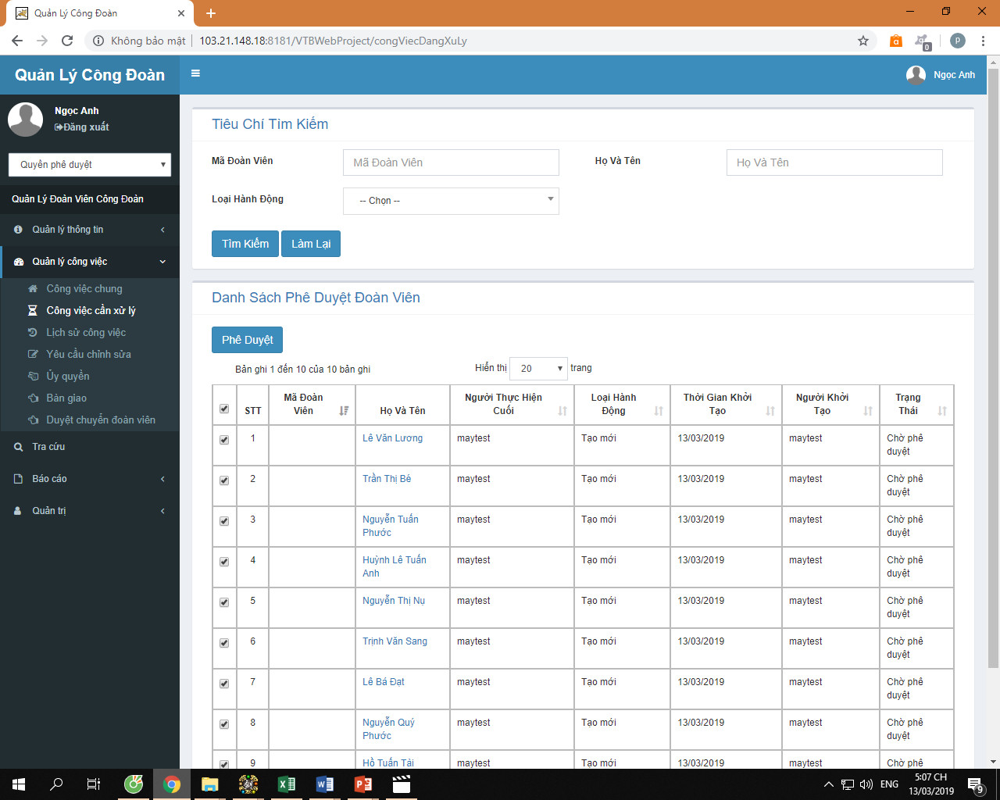 Quản Lý Công Đoàn
Không bảo mật
103.21.148.18:8181/VTBWebProject/congViecDangXuLy
0
p
Quản Lý Công Đoàn
Ngọc Anh
Ngọc Anh
Đăng xuất
Quyền phê duyệt
Quản Lý Đoàn Viên Công Đoàn
Quản lý thông tin
Quản lý công việc
Công việc chung
Công việc cần xử lý
Lịch sử công việc
Yêu cầu chỉnh sửa
Ủy quyền
Bàn giao
Duyệt chuyển đoàn viên
Tra cứu
Báo cáo
Quản trị
Tiêu Chí Tìm Kiếm
Mã Đoàn Viên
Mã Đoàn Viên
Họ Và Tên
Họ Và Tên
Loại Hành Động
-- Chọn --
Tìm Kiếm
Làm Lại
Danh Sách Phê Duyệt Đoàn Viên
Phê Duyệt
Bản ghi 1 đến 10 của 10 bản ghi
Hiển thị 20 trang
STT Mã Đoàn Viên Họ Và Tên Người Thực Hiện Cuối Loại Hành Động Thời Gian Khởi Tạo Người Khởi Tạo Trạng Thái
1 Lê Văn Lương maytest Tạo mới 13/03/2019 maytest Chờ phê duyệt
2 Trần Thị Bé maytest Tạo mới 13/03/2019 maytest Chờ phê duyệt
3 Nguyễn Tuấn Phước maytest Tạo mới 13/03/2019 maytest Chờ phê duyệt
4 Huỳnh Lê Tuấn Anh maytest Tạo mới 13/03/2019 maytest Chờ phê duyệt
5 Nguyễn Thị Nụ maytest Tạo mới 13/03/2019 maytest Chờ phê duyệt
6 Trịnh Văn Sang maytest Tạo mới 13/03/2019 maytest Chờ phê duyệt
7 Lê Bá Đạt maytest Tạo mới 13/03/2019 maytest Chờ phê duyệt
8 Nguyễn Quý Phước maytest Tạo mới 13/03/2019 maytest Chờ phê duyệt
9 Hồ Tuấn Tài maytest Tạo mới 13/03/2019 maytest Chờ phê
ENG
5:07 CH
13/03/2019
9